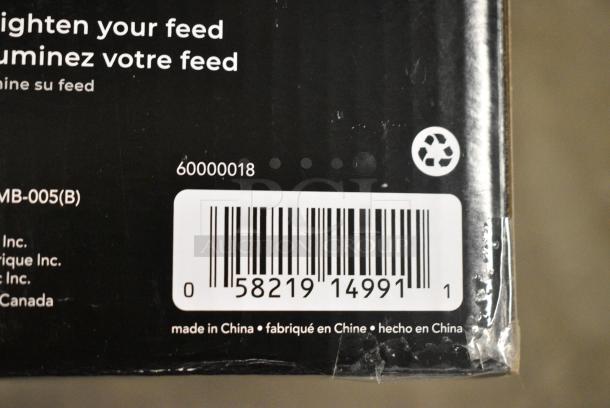 ighten your feed
uminez votre feed
nine su feed
60000018
MB-005(B)
Inc.
rique Inc.
c Inc.
Canada
0 58219 14991 1
made in China • fabriqué en Chine • hecho en China